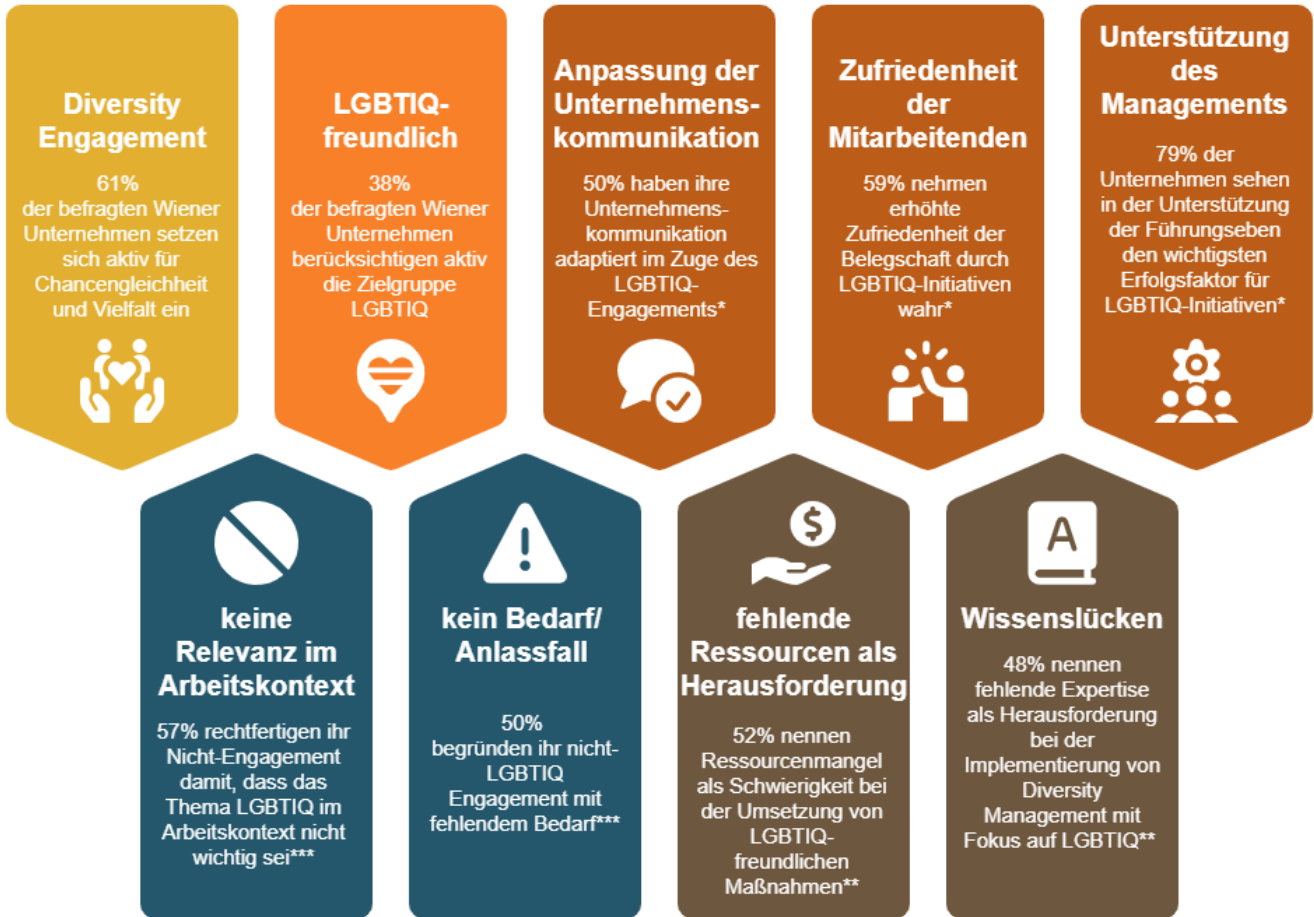 Diversity
Engagement
61%
der befragten Wiener
Unternehmen setzen
sich aktiv für
Chancengleichheit
und Vielfalt ein
LGBTIQ-
freundlich
38%
der befragten Wiener
Unternehmen
berücksichtigen aktiv
die Zielgruppe
LGBTIQ
Anpassung der
Unternehmens-
kommunikation
50% haben ihre
Unternehmens-
kommunikation
adaptiert im Zuge des
LGBTIQ-
Engagements*
Zufriedenheit
der
Mitarbeitenden
59% nehmen
erhöhte
Zufriedenheit der
Belegschaft durch
LGBTIQ-Initiativen
wahr*
Unterstützung
des
Managements
79% der
Unternehmen sehen
in der Unterstützung
der Führungseben
den wichtigsten
Erfolgsfaktor für
LGBTIQ-Initiativen*
keine
Relevanz im
Arbeitskontext
57% rechtfertigen ihr
Nicht-Engagement
damit, dass das
Thema LGBTIQ im
Arbeitskontext nicht
wichtig sei***
kein Bedarf/
Anlassfall
50%
begründen ihr nicht-
LGBTIQ
Engagement mit
fehlendem Bedarf***
$
fehlende
Ressourcen als
Herausforderung
52% nennen
Ressourcenmangel
als Schwierigkeit bei
der Umsetzung von
LGBTIQ-
freundlichen
Maßnahmen**
A
Wissenslücken
48% nennen
fehlende Expertise
als Herausforderung
bei der
Implementierung von
Diversity
Management mit
Fokus auf LGBTIQ**